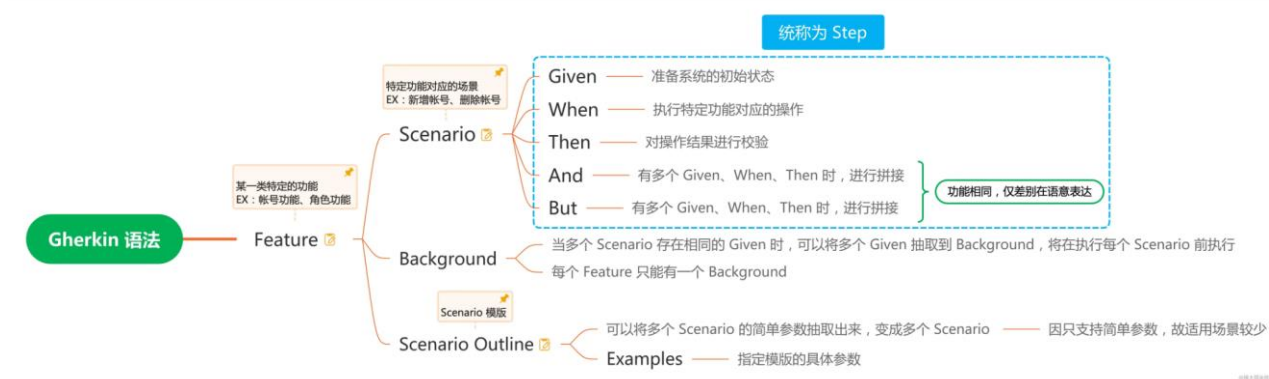 统称为 Step
特定功能对应的场景
EX：新增帐号、删除帐号
Given
准备系统的初始状态
When
执行特定功能对应的操作
Scenario
Then
对操作结果进行校验
And
有多个 Given、When、Then 时，进行拼接
功能相同，仅差别在语意表达
But
有多个 Given、When、Then 时，进行拼接
某一类特定的功能
EX：帐号功能、角色功能
Gherkin 语法
Feature
Background
当多个 Scenario 存在相同的 Given 时，可以将多个 Given 抽取到 Background，将在执行每个 Scenario 前执行
每个 Feature 只能有一个 Background
Scenario 模版
Scenario Outline
可以将多个 Scenario 的简单参数抽取出来，变成多个 Scenario
因只支持简单参数，故适用场景较少
Examples
指定模版的具体参数